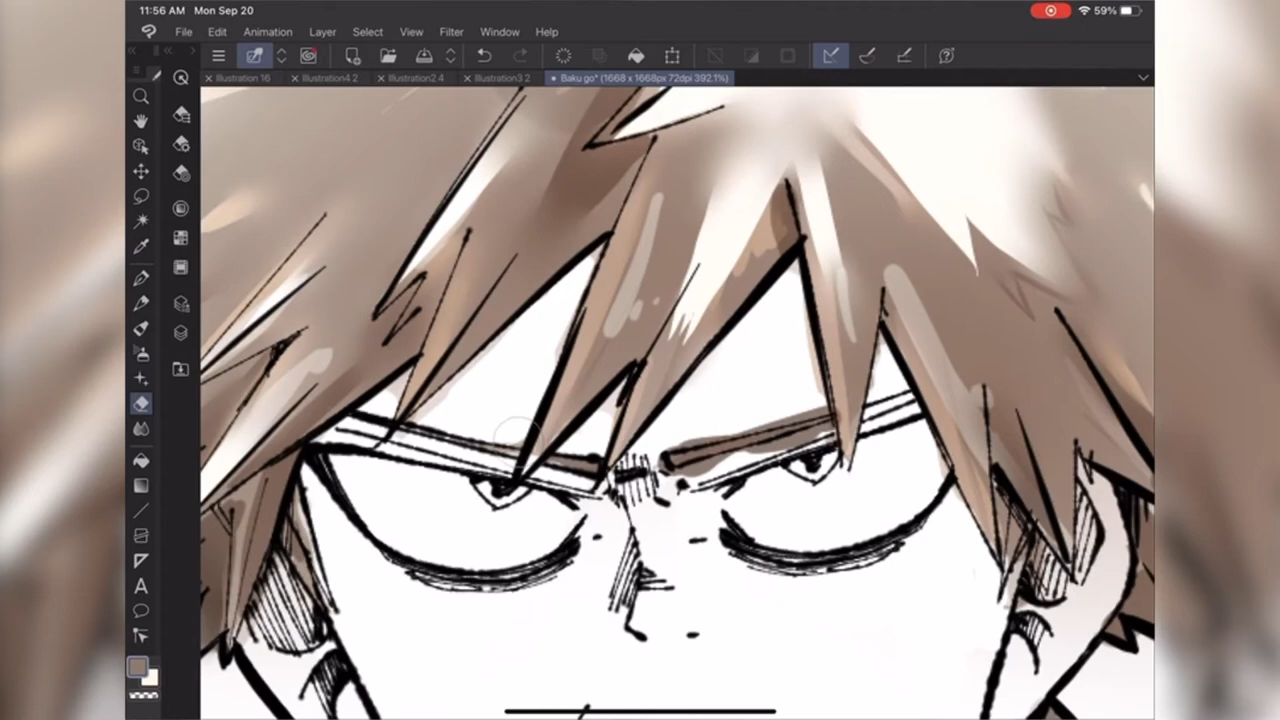 11:56 AM Mon Sep 20
59%
File Edit Animation Layer Select View Filter Window Help
Illustration 16 Illustration4 2 Illustration2 4 Illustration3 2 Baku go* (1668 x 1668px 72dpi 392.1%)
A